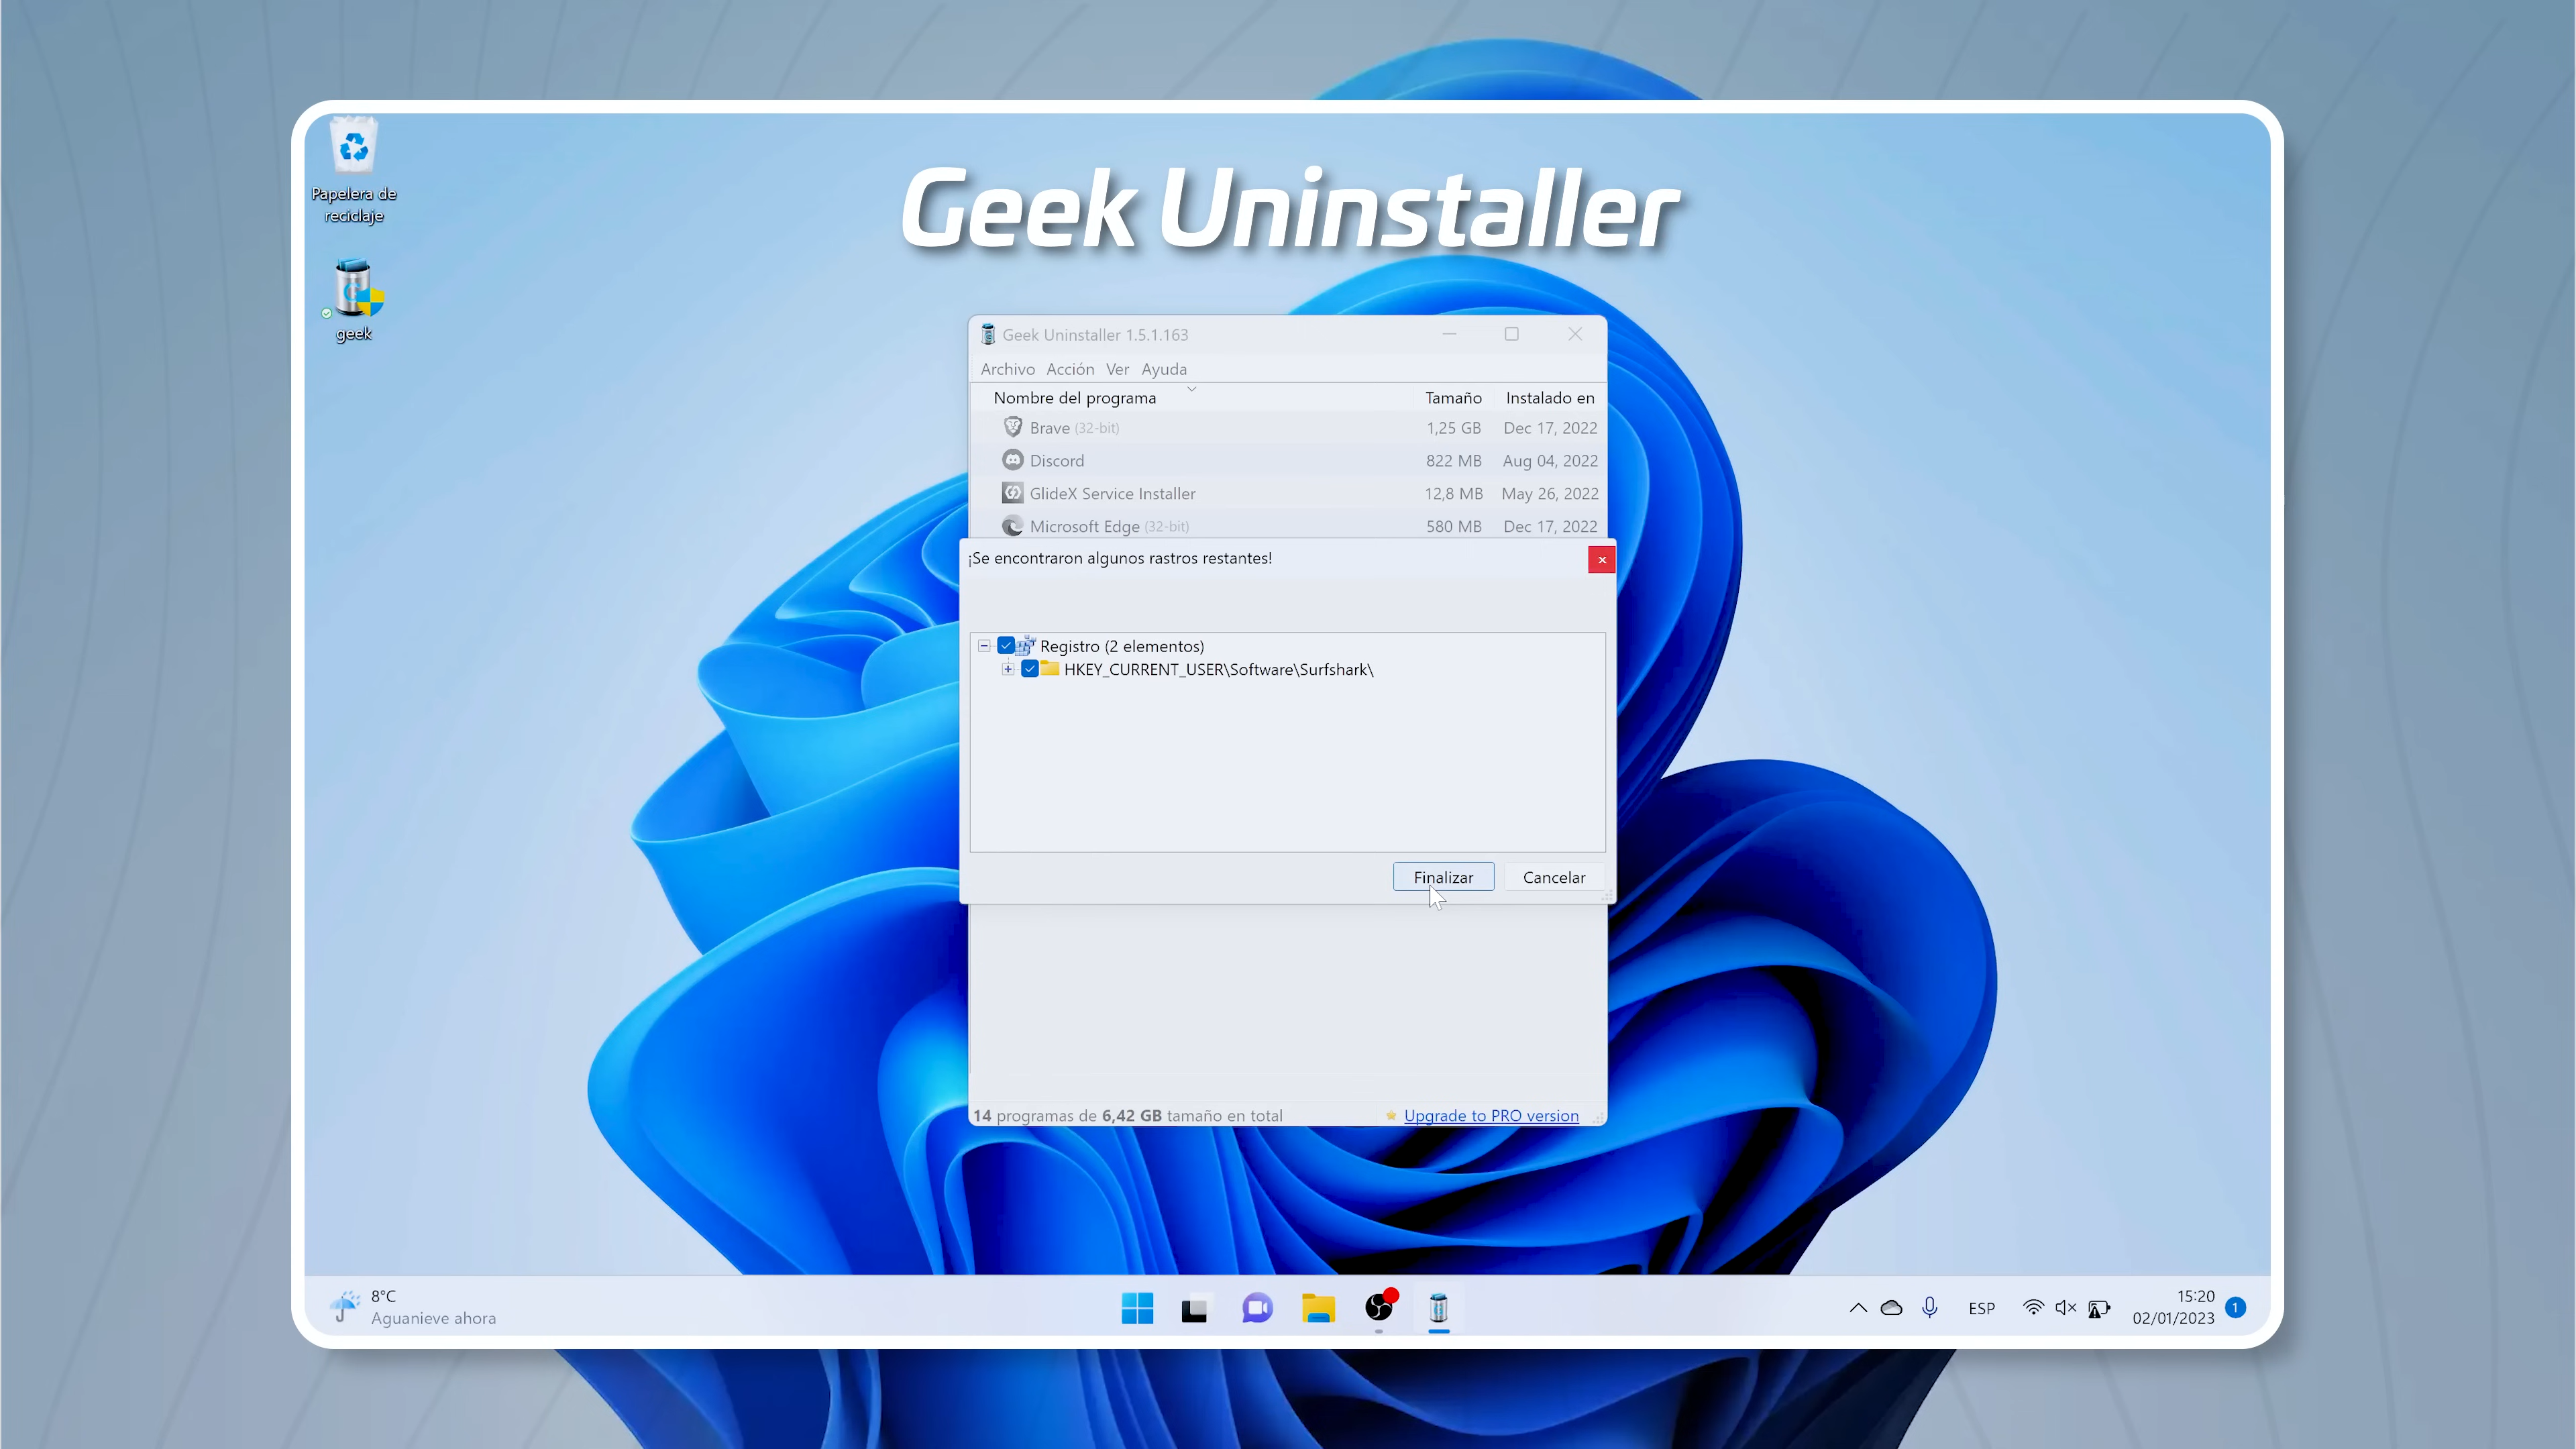 Papelera de
reciclaje
geek
Geek Uninstaller
Geek Uninstaller 1.5.1.163
Archivo Acción Ver Ayuda
Nombre del programa Tamaño Instalado en
Brave (32-bit) 1,25 GB Dec 17, 2022
Discord 822 MB Aug 04, 2022
GlideX Service Installer 12,8 MB May 26, 2022
Microsoft Edge (32-bit) 580 MB Dec 17, 2022
¡Se encontraron algunos rastros restantes!
Registro (2 elementos)
HKEY_CURRENT_USER\Software\Surfshark\
Finalizar Cancelar
14 programas de 6,42 GB tamaño en total Upgrade to PRO version
8°C
Aguanieve ahora
ESP
15:20
02/01/2023
1